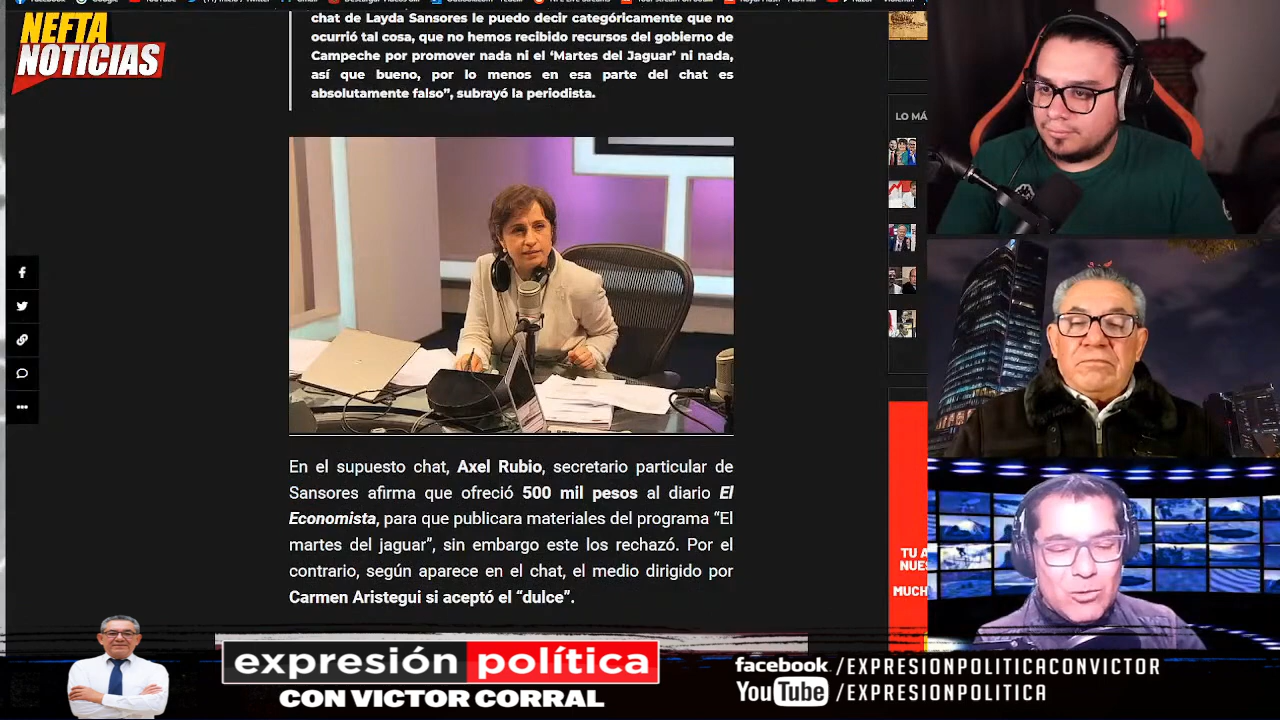 Facebook Google YouTube
NEFTA
NOTICIAS
chat de Layda Sansores le puedo decir categóricamente que no
ocurrió tal cosa, que no hemos recibido recursos del gobierno de
Campeche por promover nada ni el ‘Martes del Jaguar’ ni nada,
así que bueno, por lo menos en esa parte del chat es
absolutamente falso”, subrayó la periodista.
LO MÁ
En el supuesto chat, Axel Rubio, secretario particular de
Sansores afirma que ofreció 500 mil pesos al diario El
Economista, para que publicara materiales del programa “El
martes del jaguar”, sin embargo este los rechazó. Por el
contrario, según aparece en el chat, el medio dirigido por
Carmen Aristegui si aceptó el “dulce”.
TU A
NUES
MUCH
expresión política
CON VICTOR CORRAL
facebook /EXPRESIONPOLITICACONVICTOR
YouTube /EXPRESIONPOLITICA